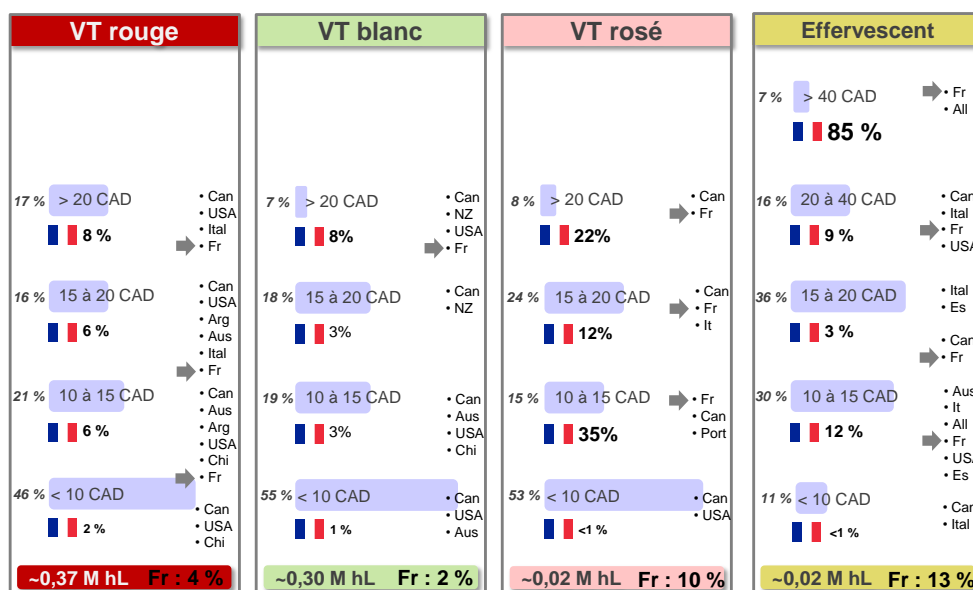 VT rouge
17 % > 20 CAD
8 %
• Can
• USA
• Ital
• Fr
16 % 15 à 20 CAD
6 %
• Can
• USA
• Arg
• Aus
• Ital
• Fr
21 % 10 à 15 CAD
6 %
• Can
• Aus
• Arg
• USA
• Chi
• Fr
46 % < 10 CAD
2 %
• Can
• USA
• Chi
~0,37 M hL Fr : 4 %
VT blanc
7 % > 20 CAD
8%
• Can
• NZ
• USA
• Fr
18 % 15 à 20 CAD
3%
• Can
• NZ
19 % 10 à 15 CAD
3%
• Can
• Aus
• USA
• Chi
55 % < 10 CAD
1 %
• Can
• USA
• Aus
~0,30 M hL Fr : 2 %
VT rosé
8 % > 20 CAD
22%
• Can
• Fr
24 % 15 à 20 CAD
12%
• Can
• Fr
• It
15 % 10 à 15 CAD
35%
• Fr
• Can
• Port
53 % < 10 CAD
<1 %
• Can
• USA
~0,02 M hL Fr : 10 %
Effervescent
7 % > 40 CAD
85 %
• Fr
• All
16 % 20 à 40 CAD
9 %
• Can
• Ital
• Fr
• USA
36 % 15 à 20 CAD
3 %
• Ital
• Es
• Can
• Fr
30 % 10 à 15 CAD
12 %
• Aus
• It
• All
• Fr
• USA
• Es
11 % < 10 CAD
<1 %
• Can
• Ital
~0,02 M hL Fr : 13 %